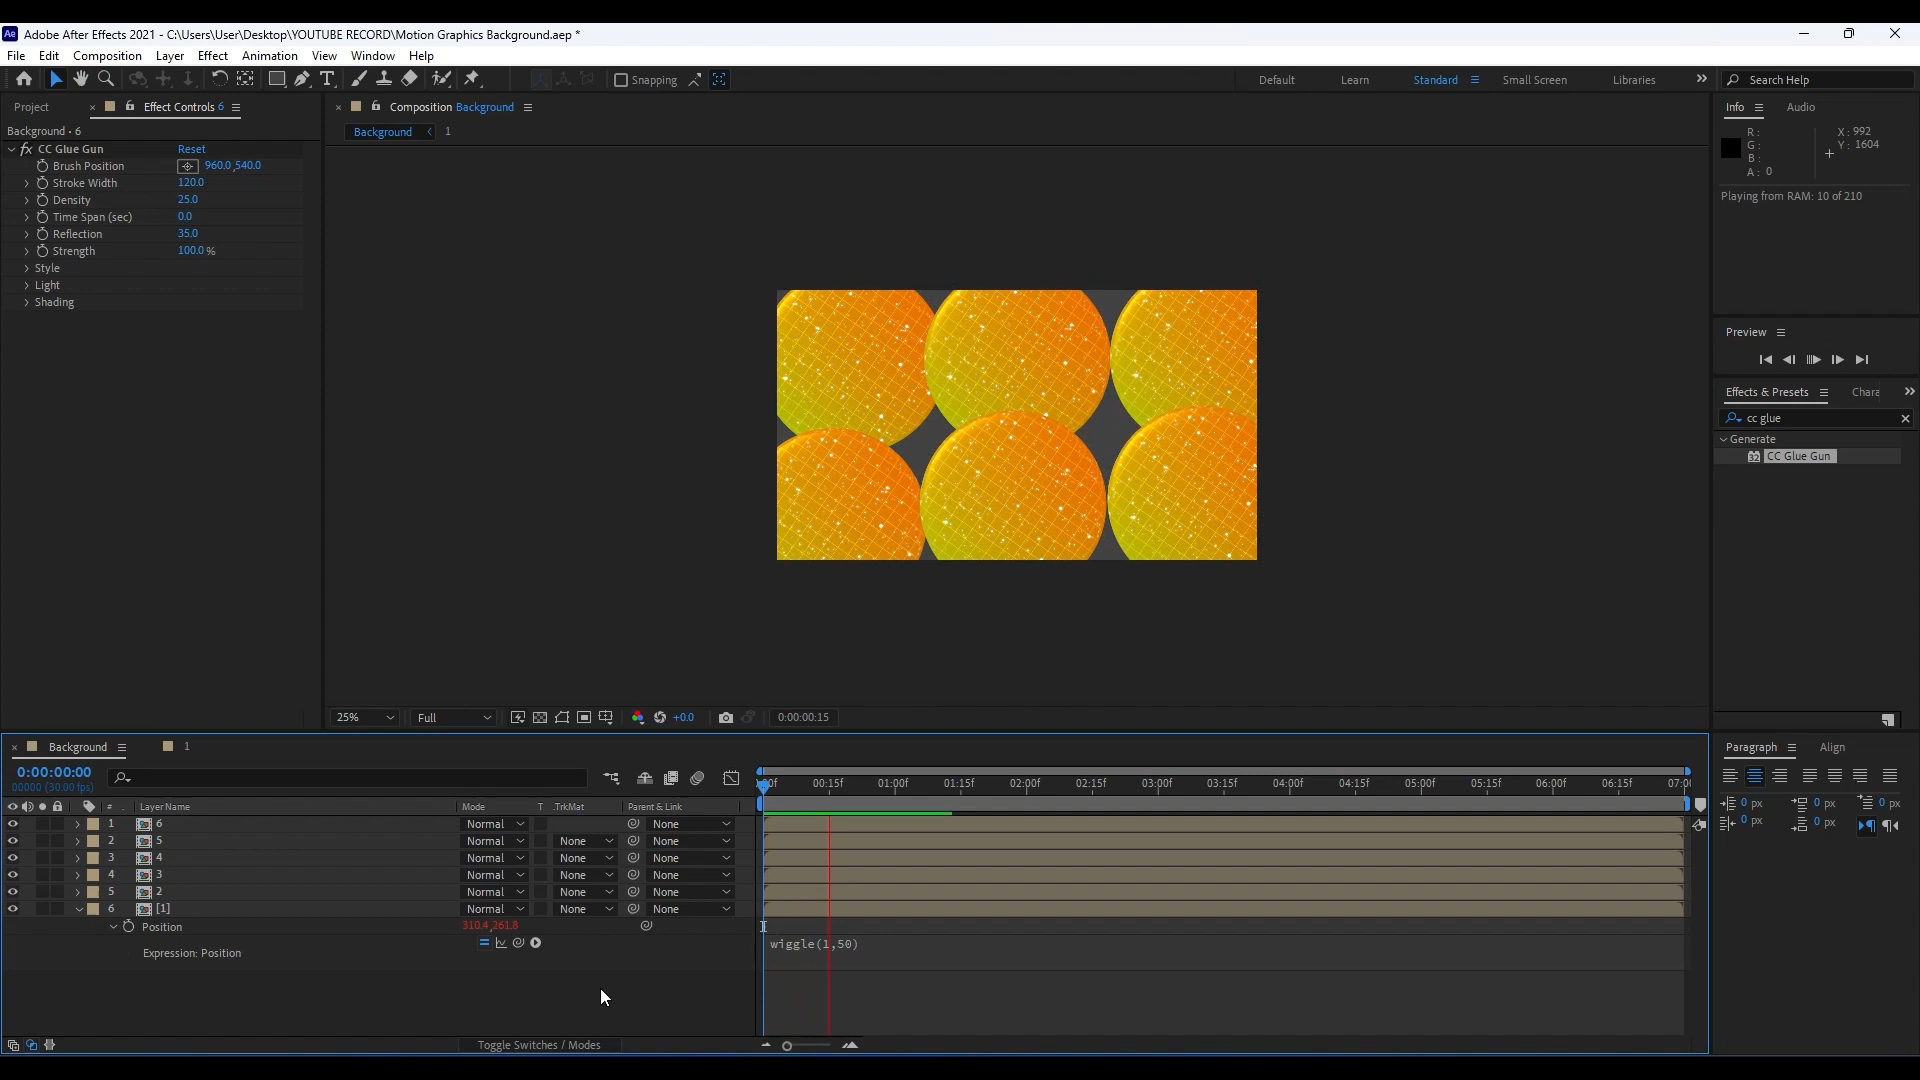 Adobe After Effects 2021 - C:\Users\User\Desktop\YOUTUBE RECORD\Motion Graphics Background.aep *
File Edit Composition Layer Effect Animation View Window Help
Snapping Default Learn Standard Small Screen Libraries Search Help
Project Effect Controls 6
Composition Background
Info Audio
Background • 6
Background 1
fx CC Glue Gun Reset
Brush Position 960.0,540.0
Stroke Width 120.0
Density 25.0
Time Span (sec) 0.0
Reflection 35.0
Strength 100.0 %
Style
Light
Shading
R:
G:
B:
A: 0
X: 992
Y: 1604
Playing from RAM: 10 of 210
Preview
Effects & Presets Chara
cc glue
Generate
CC Glue Gun
25% Full +0.0 0:00:00:15
Background 1
0:00:00:00
00000 (30.00 fps)
00:15f 01:00f 01:15f 02:00f 02:15f 03:00f 03:15f 04:00f 04:15f 05:00f 05:15f 06:00f 06:15f 07:00
# Layer Name Mode T .TrkMat Parent & Link
1 6 Normal None
2 5 Normal None None
3 4 Normal None None
4 3 Normal None None
5 2 Normal None None
6 [1] Normal None None
Position 310.4,261.8
Expression: Position
wiggle(1,50)
Toggle Switches / Modes
Paragraph Align
0 px 0 px 0 px
0 px 0 px